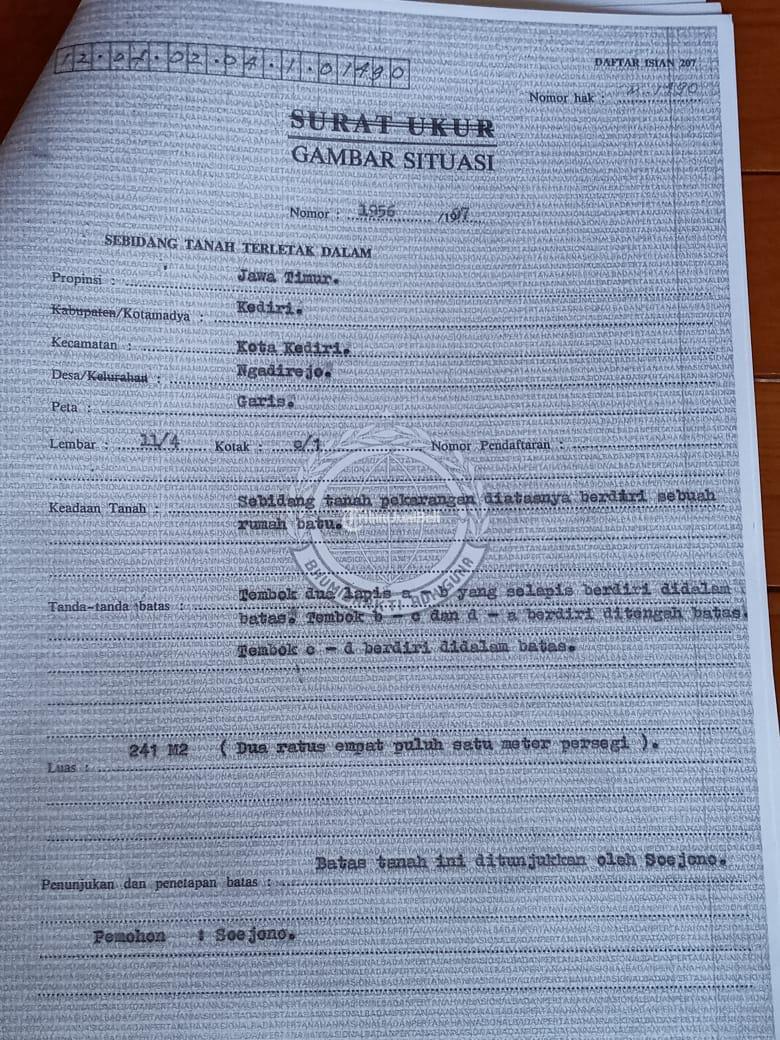 12.01.02.04.1.01490
DAFTAR ISIAN 207
Nomor hak :
SURAT UKUR
GAMBAR SITUASI
Nomor : 1956 /1997
SEBIDANG TANAH TERLETAK DALAM
Propinsi : Jawa Timur.
Kabupaten/Kotamadya : Kediri.
Kecamatan : Kota Kediri.
Desa/Kelurahan : Ngadirejo.
Peta : Garis.
Lembar : 11/4 Kotak : e/1 Nomor Pendaftaran :
Keadaan Tanah : Sebidang tanah pekarangan diatasnya berdiri sebuah
rumah batu.
Tanda-tanda batas : Tembok dua lapis a - b yang selapis berdiri didalam
batas. Tembok b - c dan d - a berdiri ditengah batas.
Tembok c - d berdiri didalam batas.
Luas : 241 M2 ( Dua ratus empat puluh satu meter persegi ).
Penunjukan dan penetapan batas : Batas tanah ini ditunjukkan oleh Soejono.
Pemohon : Soejono.